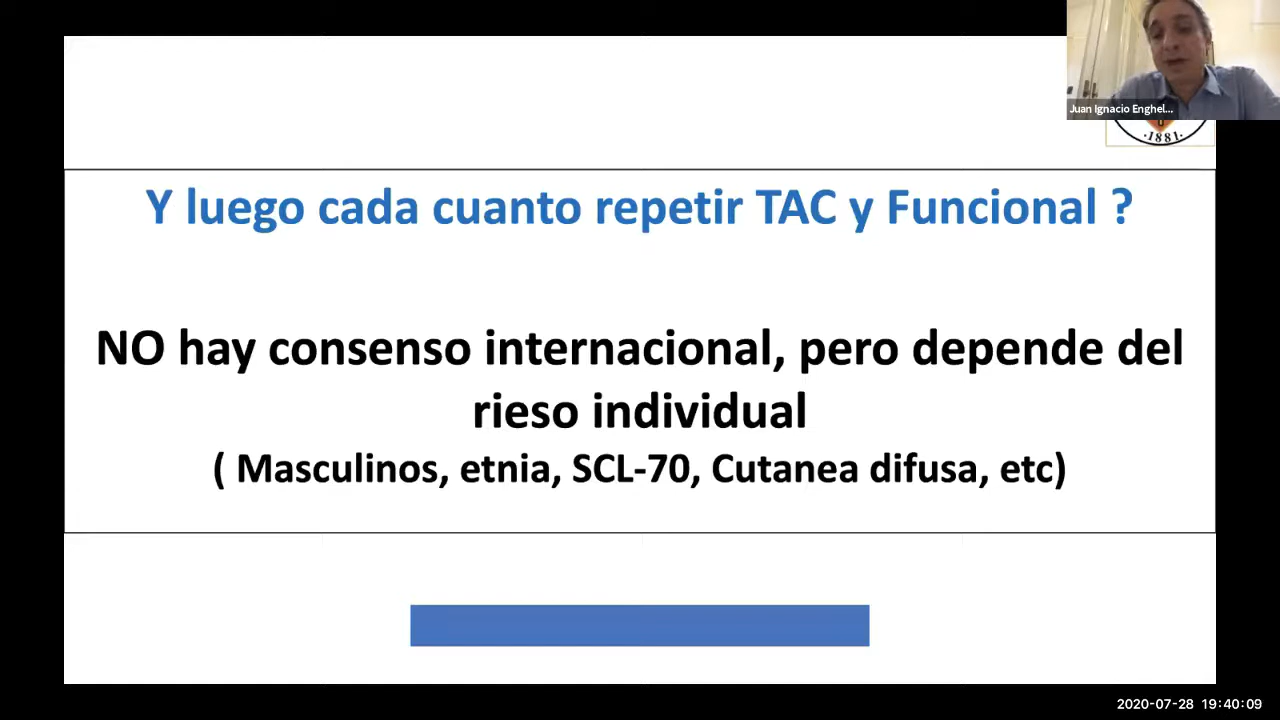 Juan Ignacio Enghel...
·1881·
Y luego cada cuanto repetir TAC y Funcional ?
NO hay consenso internacional, pero depende del
rieso individual
( Masculinos, etnia, SCL-70, Cutanea difusa, etc)
2020-07-28 19:40:09